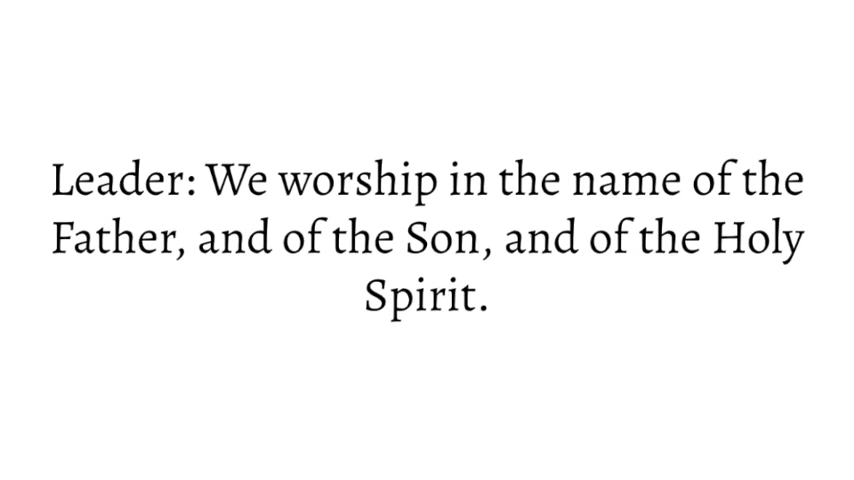 Leader: We worship in the name of the
Father, and of the Son, and of the Holy
Spirit.